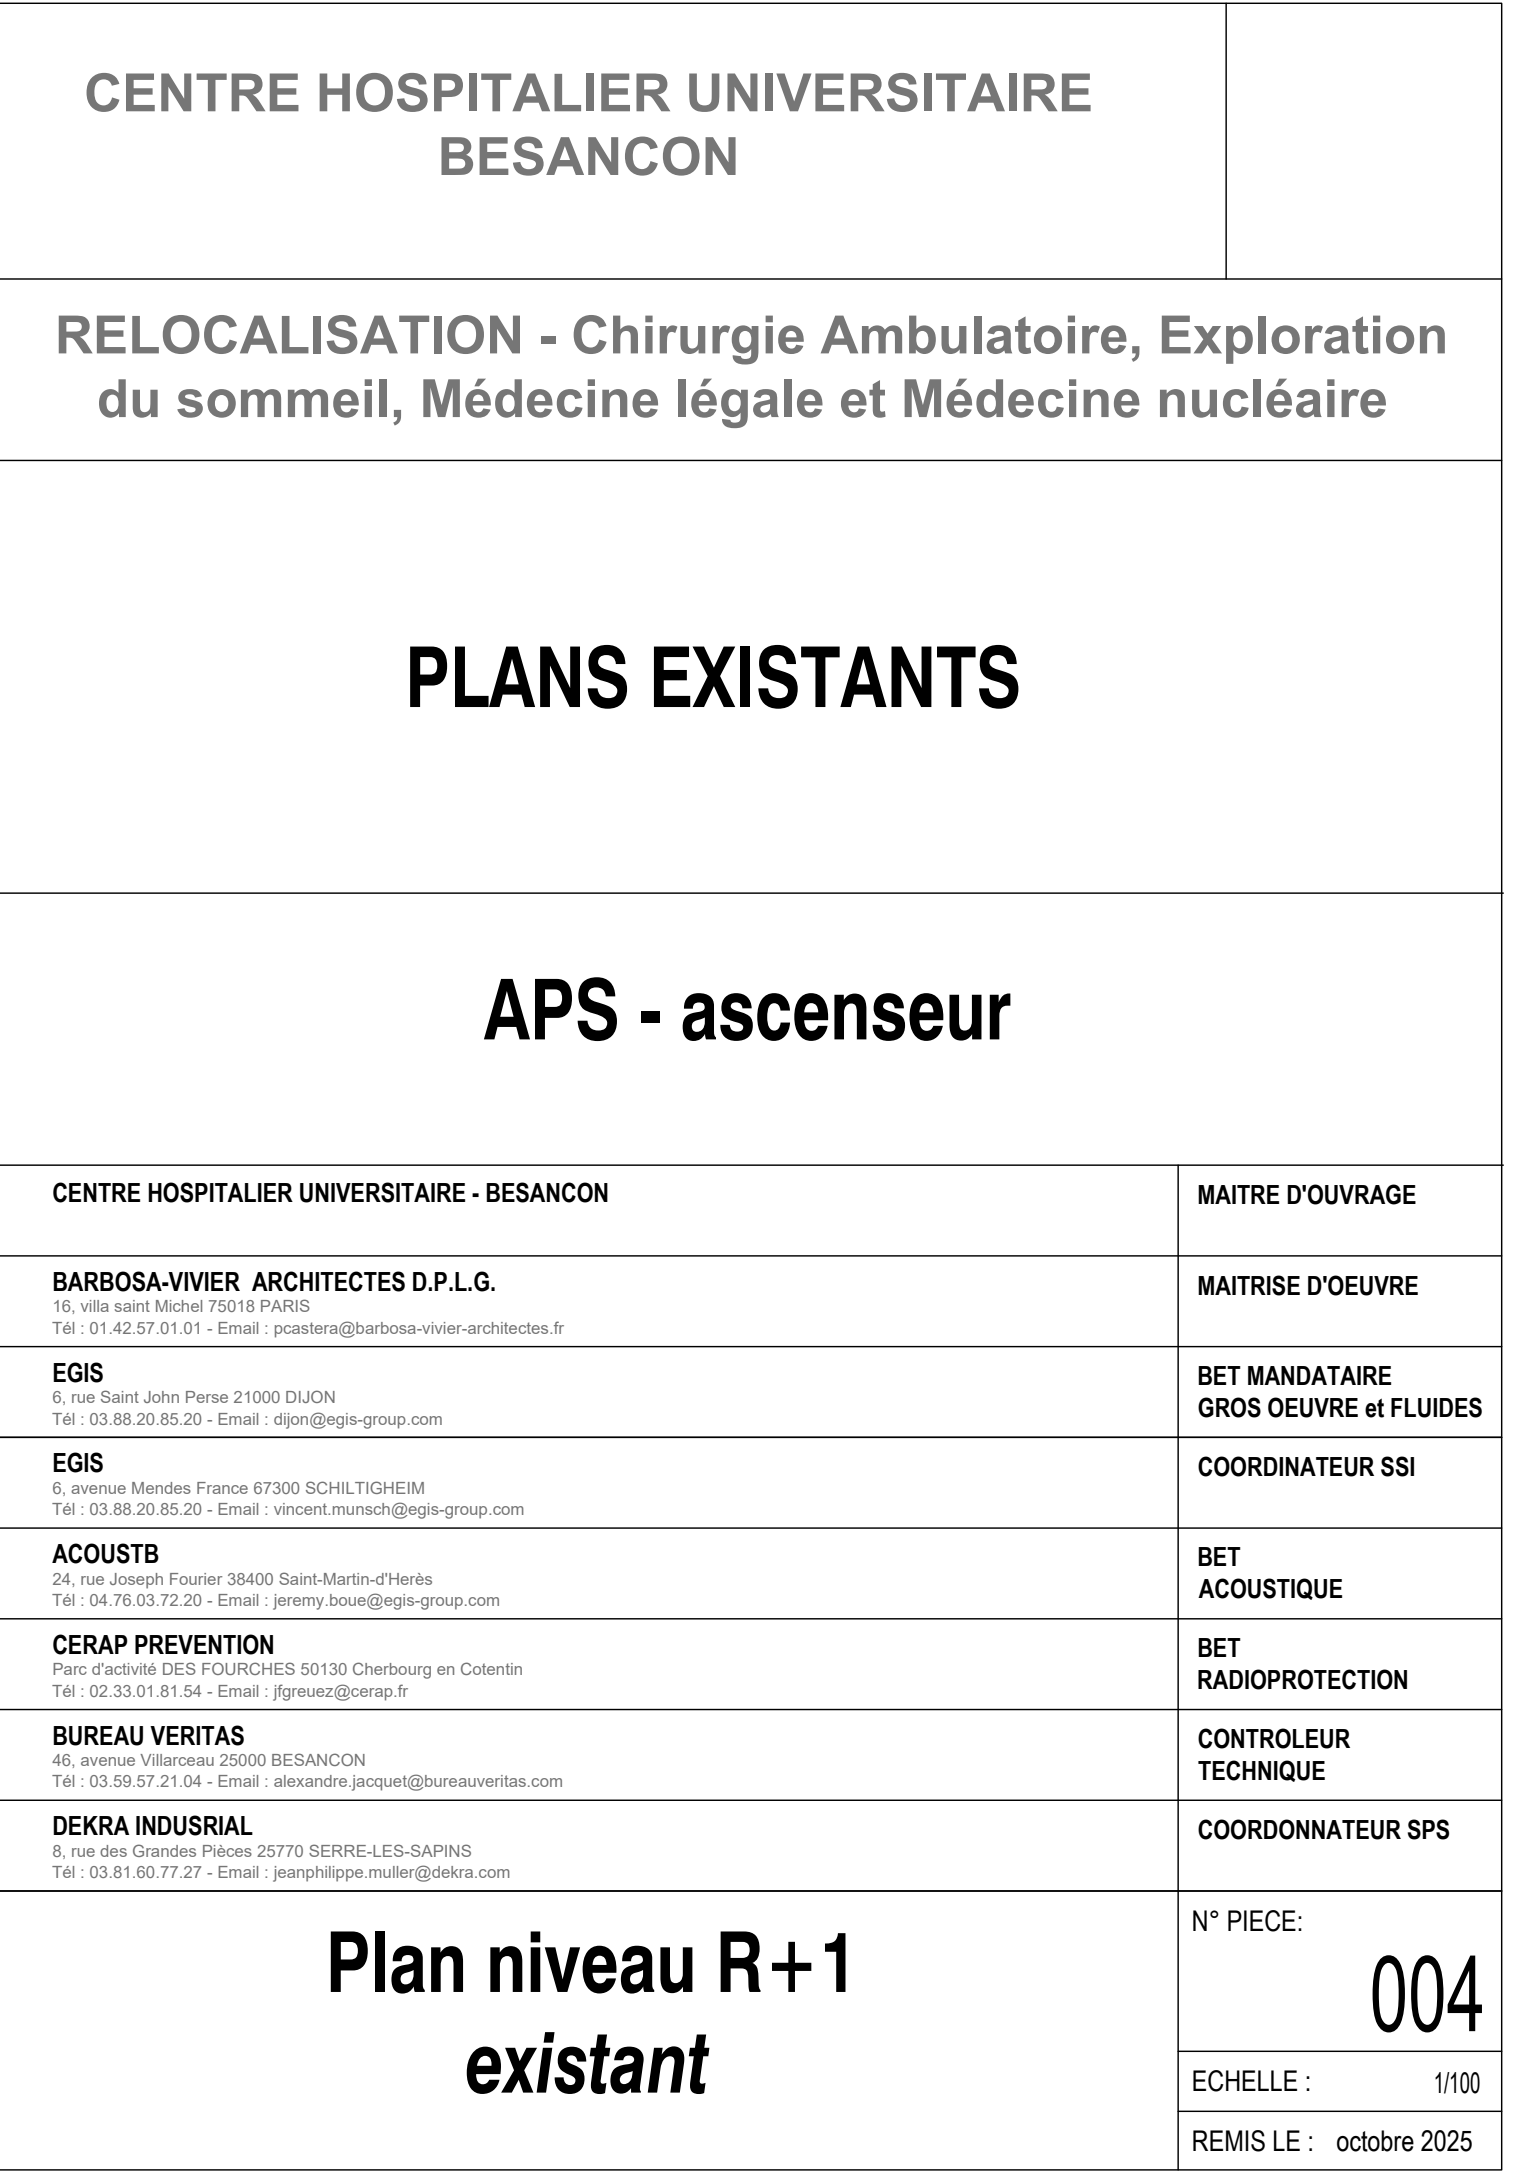 CENTRE HOSPITALIER UNIVERSITAIRE
BESANCON
RELOCALISATION - Chirurgie Ambulatoire, Exploration
du sommeil, Médecine légale et Médecine nucléaire
PLANS EXISTANTS
APS - ascenseur
CENTRE HOSPITALIER UNIVERSITAIRE - BESANCON
MAITRE D'OUVRAGE
BARBOSA-VIVIER ARCHITECTES D.P.L.G.
16, villa saint Michel 75018 PARIS
Tél : 01.42.57.01.01 - Email : pcastera@barbosa-vivier-architectes.fr
MAITRISE D'OEUVRE
EGIS
6, rue Saint John Perse 21000 DIJON
Tél : 03.88.20.85.20 - Email : dijon@egis-group.com
BET MANDATAIRE
GROS OEUVRE et FLUIDES
EGIS
6, avenue Mendes France 67300 SCHILTIGHEIM
Tél : 03.88.20.85.20 - Email : vincent.munsch@egis-group.com
COORDINATEUR SSI
ACOUSTB
24, rue Joseph Fourier 38400 Saint-Martin-d'Herès
Tél : 04.76.03.72.20 - Email : jeremy.boue@egis-group.com
BET
ACOUSTIQUE
CERAP PREVENTION
Parc d'activité DES FOURCHES 50130 Cherbourg en Cotentin
Tél : 02.33.01.81.54 - Email : jfgreuez@cerap.fr
BET
RADIOPROTECTION
BUREAU VERITAS
46, avenue Villarceau 25000 BESANCON
Tél : 03.59.57.21.04 - Email : alexandre.jacquet@bureauveritas.com
CONTROLEUR
TECHNIQUE
DEKRA INDUSRIAL
8, rue des Grandes Pièces 25770 SERRE-LES-SAPINS
Tél : 03.81.60.77.27 - Email : jeanphilippe.muller@dekra.com
COORDONNATEUR SPS
Plan niveau R+1
existant
N° PIECE:
004
ECHELLE : 1/100
REMIS LE : octobre 2025